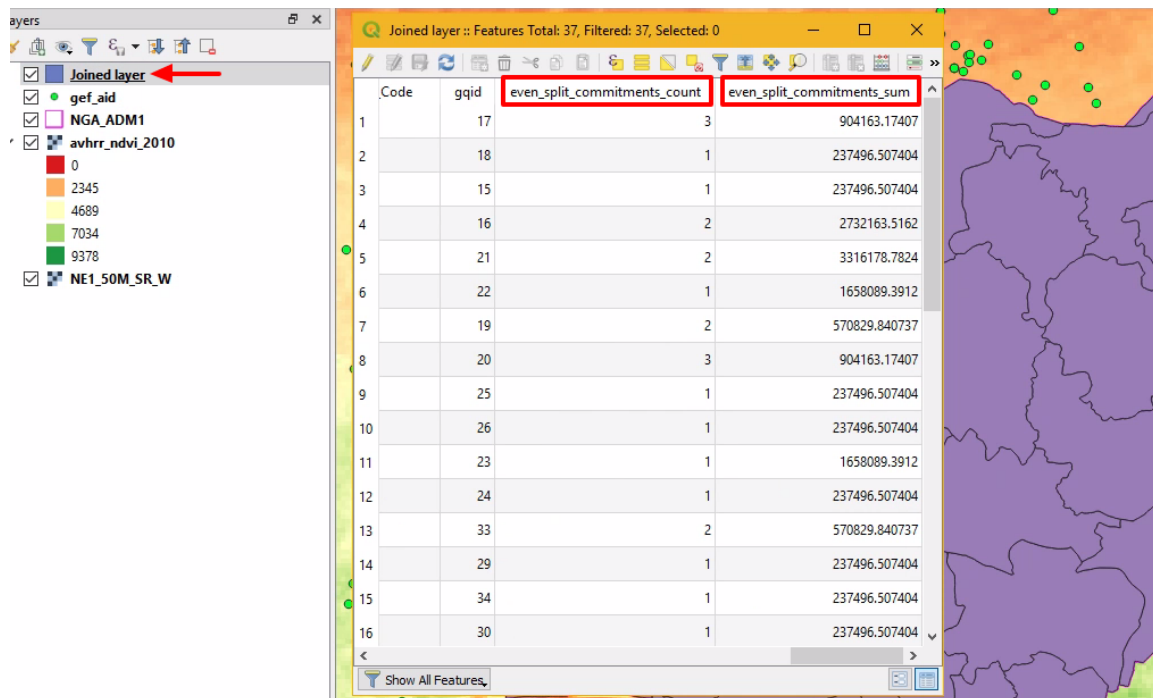 ayers
Joined layer
gef_aid
NGA_ADM1
avhrr_ndvi_2010
0
2345
4689
7034
9378
NE1_50M_SR_W
Joined layer :: Features Total: 37, Filtered: 37, Selected: 0
Code gqid even_split_commitments_count even_split_commitments_sum
1 17 3 904163.17407
2 18 1 237496.507404
3 15 1 237496.507404
4 16 2 2732163.5162
5 21 2 3316178.7824
6 22 1 1658089.3912
7 19 2 570829.840737
8 20 3 904163.17407
9 25 1 237496.507404
10 26 1 237496.507404
11 23 1 1658089.3912
12 24 1 237496.507404
13 33 2 570829.840737
14 29 1 237496.507404
15 34 1 237496.507404
16 30 1 237496.507404
Show All Features